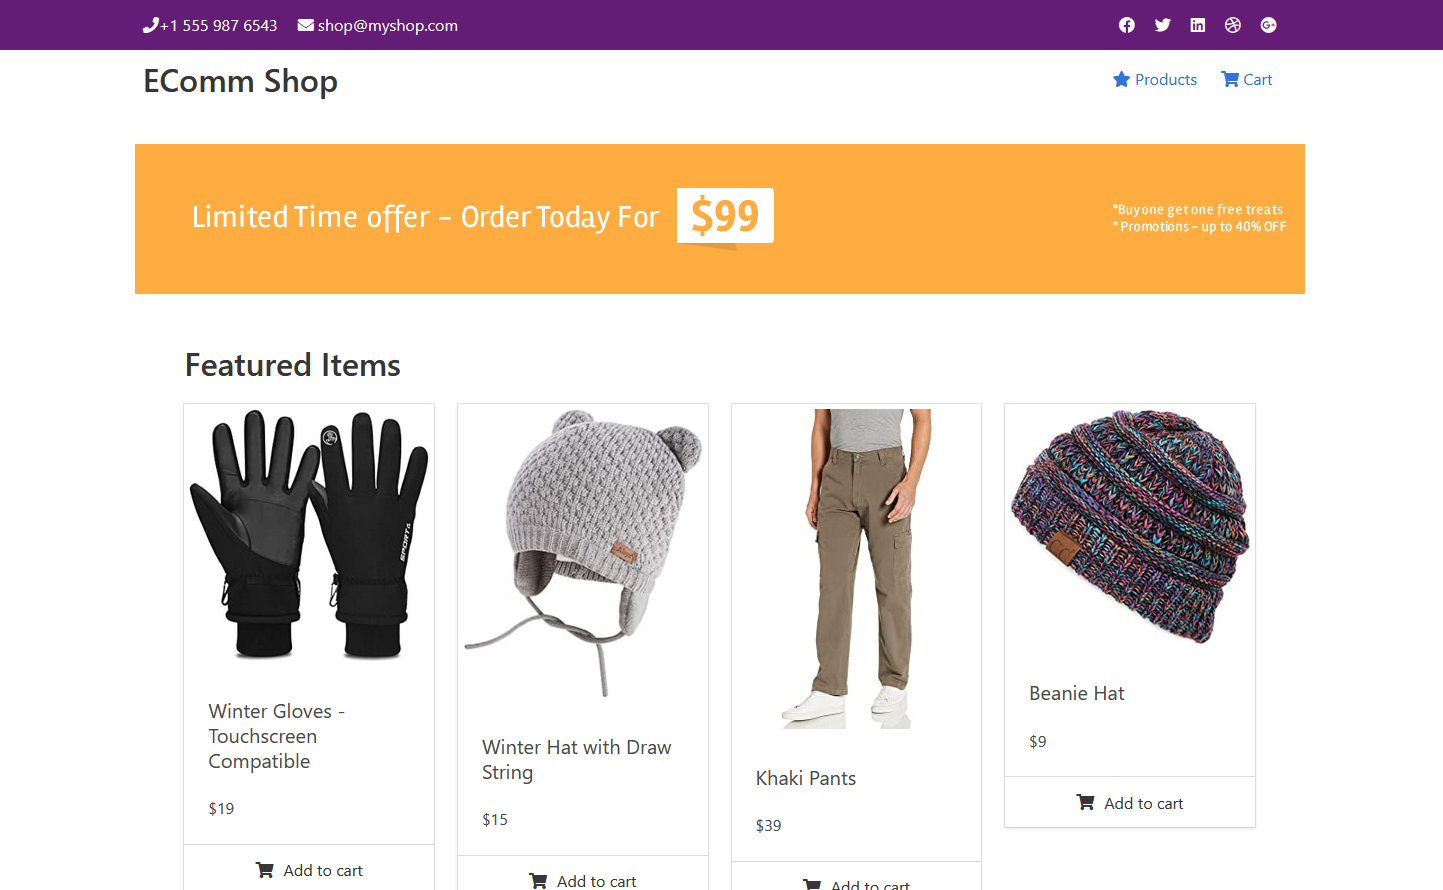 +1 555 987 6543
shop@myshop.com
EComm Shop
Products
Cart
Limited Time offer – Order Today For
$99
*Buy one get one free treats
* Promotions – up to 40% OFF
Featured Items
SPORT4
Winter Gloves -
Touchscreen
Compatible
$19
Add to cart
Winter Hat with Draw
String
$15
Add to cart
Khaki Pants
$39
Add to cart
CC
Beanie Hat
$9
Add to cart